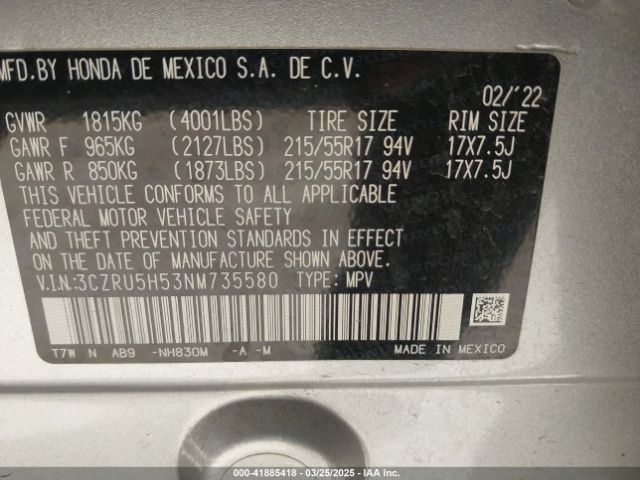 MFD.BY HONDA DE MEXICO S.A. DE C.V.
02/'22
GVWR 1815KG (4001LBS) TIRE SIZE RIM SIZE
GAWR F 965KG (2127LBS) 215/55R17 94V 17X7.5J
GAWR R 850KG (1873LBS) 215/55R17 94V 17X7.5J
THIS VEHICLE CONFORMS TO ALL APPLICABLE
FEDERAL MOTOR VEHICLE SAFETY
AND THEFT PREVENTION STANDARDS IN EFFECT
ON THE DATE OF MANUFACTURE SHOWN ABOVE.
V.I.N:3CZRU5H53NM735580 TYPE: MPV
T7W N AB9 -NH830M -A -M MADE IN MEXICO
000-41885418 — 03/25/2025 — IAA Inc.